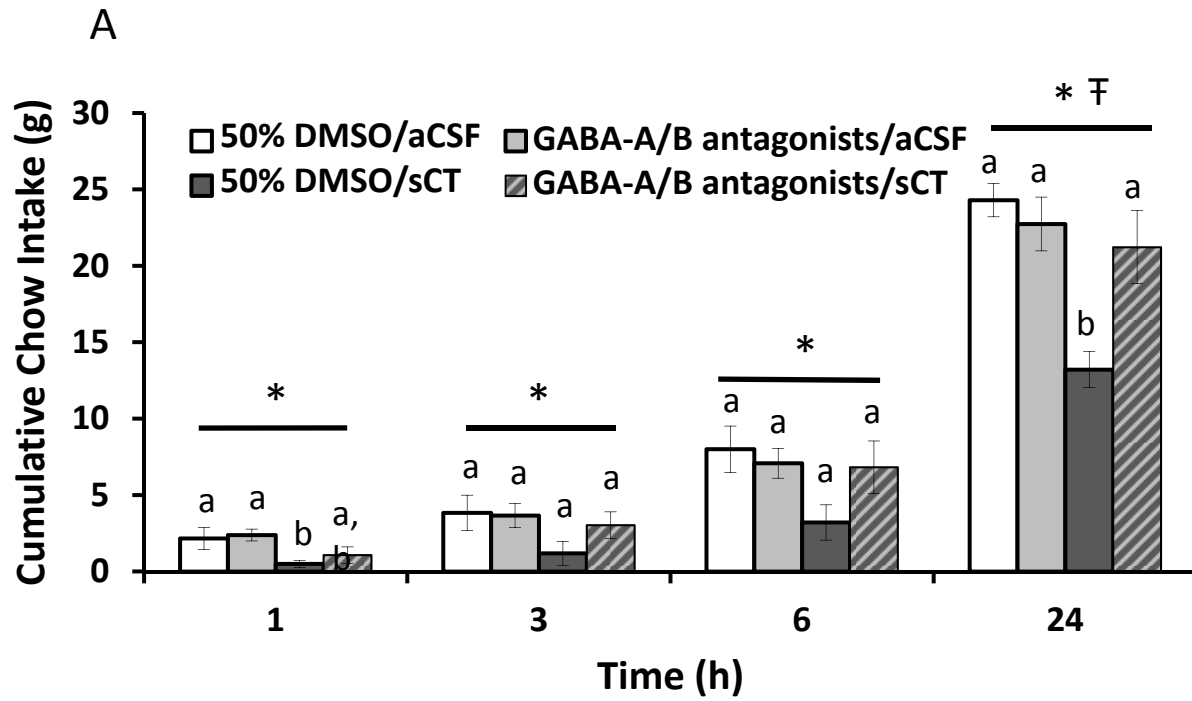 A
* Ŧ
30
50% DMSO/aCSF GABA-A/B antagonists/aCSF
50% DMSO/sCT GABA-A/B antagonists/sCT
a a a
25
20
b
15
*
* *
a a a
10
a
a a a
5
a a b a,
b
0
1 3 6 24
Time (h)
Cumulative Chow Intake (g)